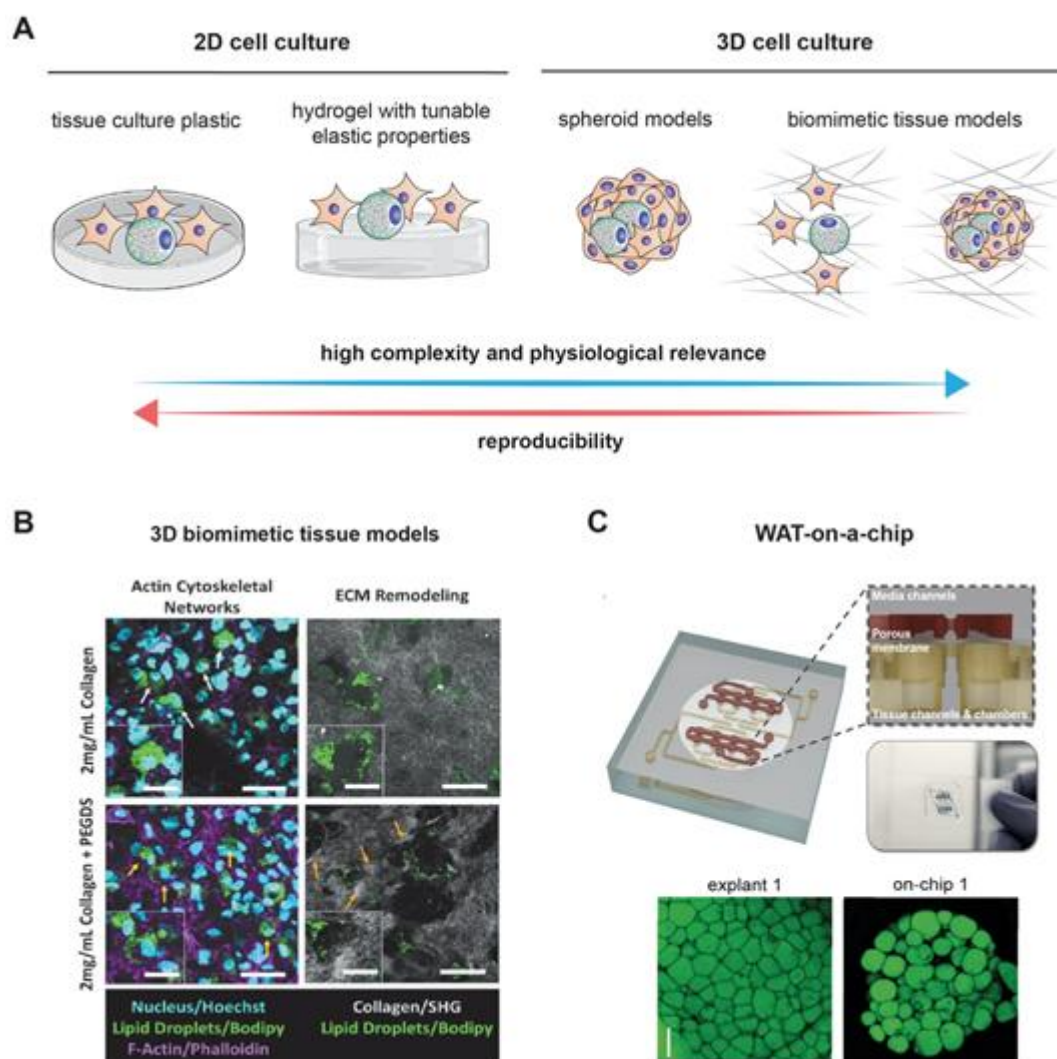 A
2D cell culture
3D cell culture
tissue culture plastic
hydrogel with tunable
elastic properties
spheroid models
biomimetic tissue models
high complexity and physiological relevance
reproducibility
B
3D biomimetic tissue models
Actin Cytoskeletal
Networks
ECM Remodeling
2mg/mL Collagen
2mg/mL Collagen + PEGDS
Nucleus/Hoechst
Lipid Droplets/Bodipy
F-Actin/Phalloidin
Collagen/SHG
Lipid Droplets/Bodipy
C
WAT-on-a-chip
Media channels
Porous
membrane
Tissue channels & chambers
explant 1
on-chip 1